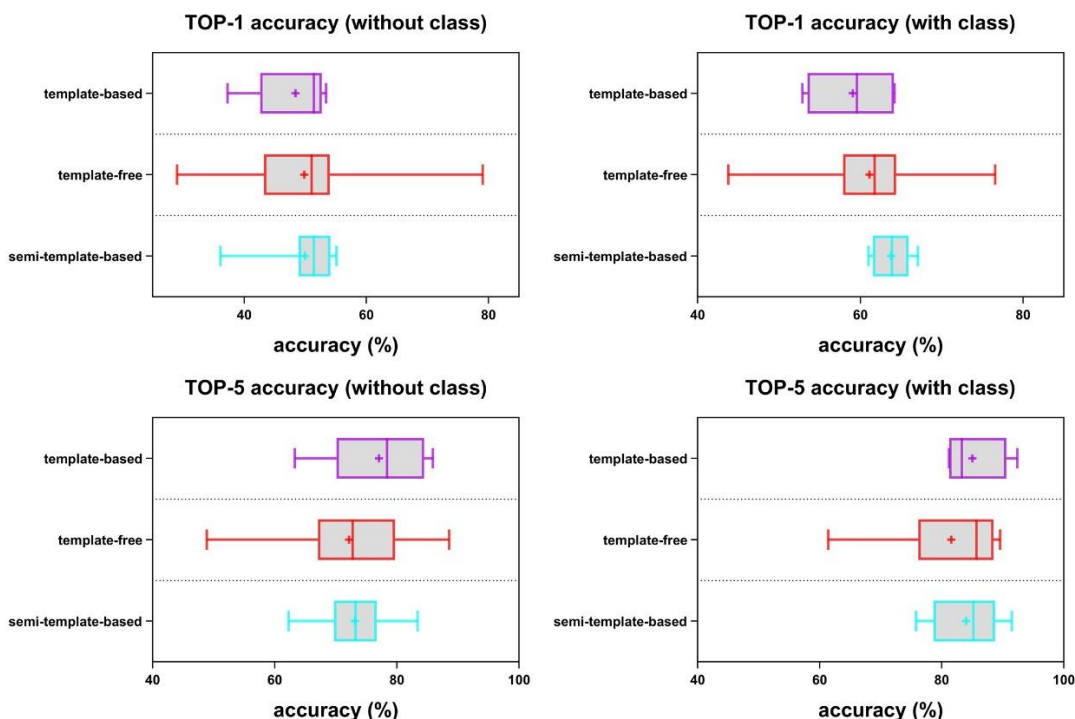 TOP-1 accuracy (without class)
template-based
template-free
semi-template-based
40 60 80
accuracy (%)
TOP-1 accuracy (with class)
template-based
template-free
semi-template-based
40 60 80
accuracy (%)
TOP-5 accuracy (without class)
template-based
template-free
semi-template-based
40 60 80 100
accuracy (%)
TOP-5 accuracy (with class)
template-based
template-free
semi-template-based
40 60 80 100
accuracy (%)